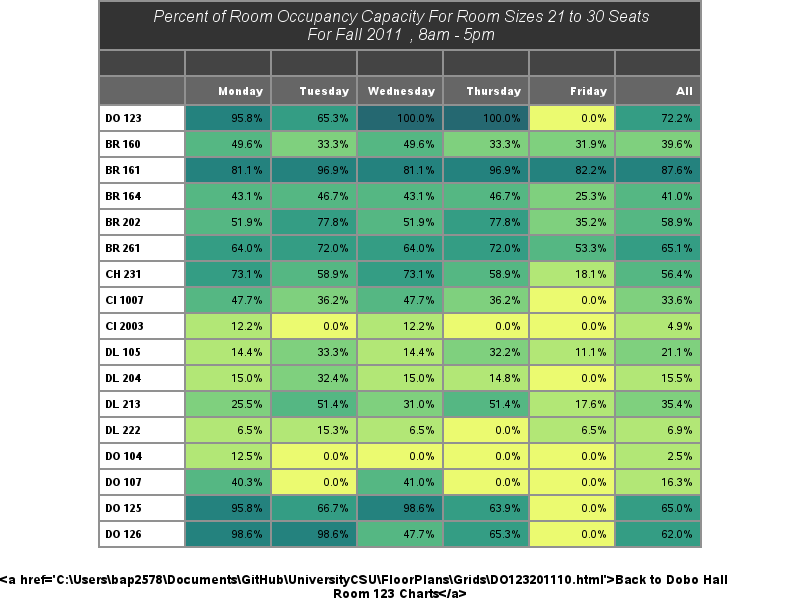 Percent of Room Occupancy Capacity For Room Sizes 21 to 30 Seats
For Fall 2011 , 8am - 5pm
Monday Tuesday Wednesday Thursday Friday All
DO 123 95.8% 65.3% 100.0% 100.0% 0.0% 72.2%
BR 160 49.6% 33.3% 49.6% 33.3% 31.9% 39.6%
BR 161 81.1% 96.9% 81.1% 96.9% 82.2% 87.6%
BR 164 43.1% 46.7% 43.1% 46.7% 25.3% 41.0%
BR 202 51.9% 77.8% 51.9% 77.8% 35.2% 58.9%
BR 261 64.0% 72.0% 64.0% 72.0% 53.3% 65.1%
CH 231 73.1% 58.9% 73.1% 58.9% 18.1% 56.4%
CI 1007 47.7% 36.2% 47.7% 36.2% 0.0% 33.6%
CI 2003 12.2% 0.0% 12.2% 0.0% 0.0% 4.9%
DL 105 14.4% 33.3% 14.4% 32.2% 11.1% 21.1%
DL 204 15.0% 32.4% 15.0% 14.8% 0.0% 15.5%
DL 213 25.5% 51.4% 31.0% 51.4% 17.6% 35.4%
DL 222 6.5% 15.3% 6.5% 0.0% 6.5% 6.9%
DO 104 12.5% 0.0% 0.0% 0.0% 0.0% 2.5%
DO 107 40.3% 0.0% 41.0% 0.0% 0.0% 16.3%
DO 125 95.8% 66.7% 98.6% 63.9% 0.0% 65.0%
DO 126 98.6% 98.6% 47.7% 65.3% 0.0% 62.0%
<a href='C:\Users\bap2578\Documents\GitHub\UniversityCSU\FloorPlans\Grids\DO123201110.html'>Back to Dobo Hall
Room 123 Charts</a>